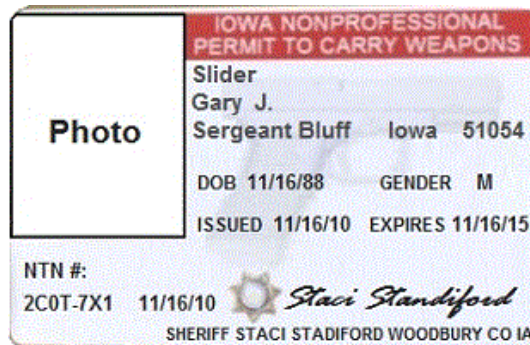 IOWA NONPROFESSIONAL
PERMIT TO CARRY WEAPONS
Slider
Gary J.
Photo
Sergeant Bluff Iowa 51054
DOB 11/16/88 GENDER M
ISSUED 11/16/10 EXPIRES 11/16/15
NTN #:
2C0T-7X1 11/16/10 Staci Standiford
SHERIFF STACI STADIFORD WOODBURY CO IA